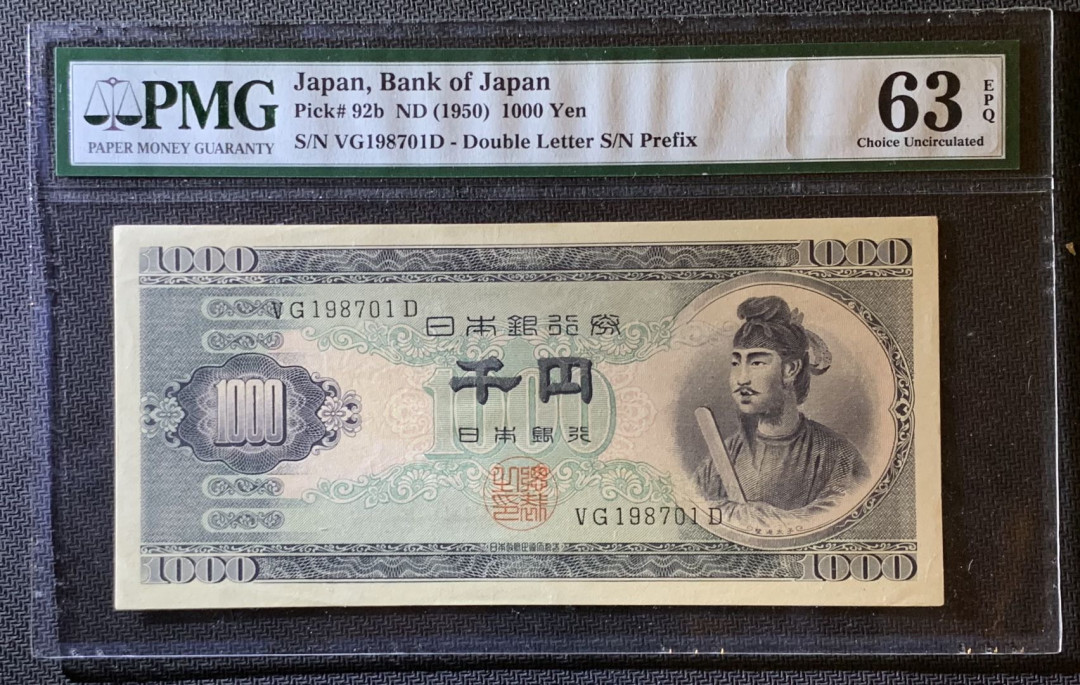 PMG
PAPER MONEY GUARANTY
Japan, Bank of Japan
Pick# 92b ND (1950) 1000 Yen
S/N VG198701D - Double Letter S/N Prefix
63
EPQ
Choice Uncirculated
1000
1000
VG198701D
日本銀行券
1000
千円
1000
日本銀行
VG198701D
1000
1000